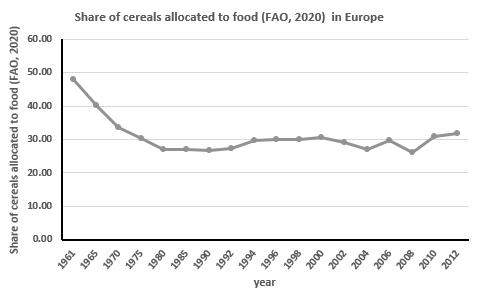 Share of cereals allocated to food (FAO, 2020)  in Europe
Share of cereals allocated to food (FAO, 2020)
60.00
50.00
40.00
30.00
20.00
10.00
0.00
1961 1965 1970 1975 1980 1985 1990 1992 1994 1996 1998 2000 2002 2004 2006 2008 2010 2012
year